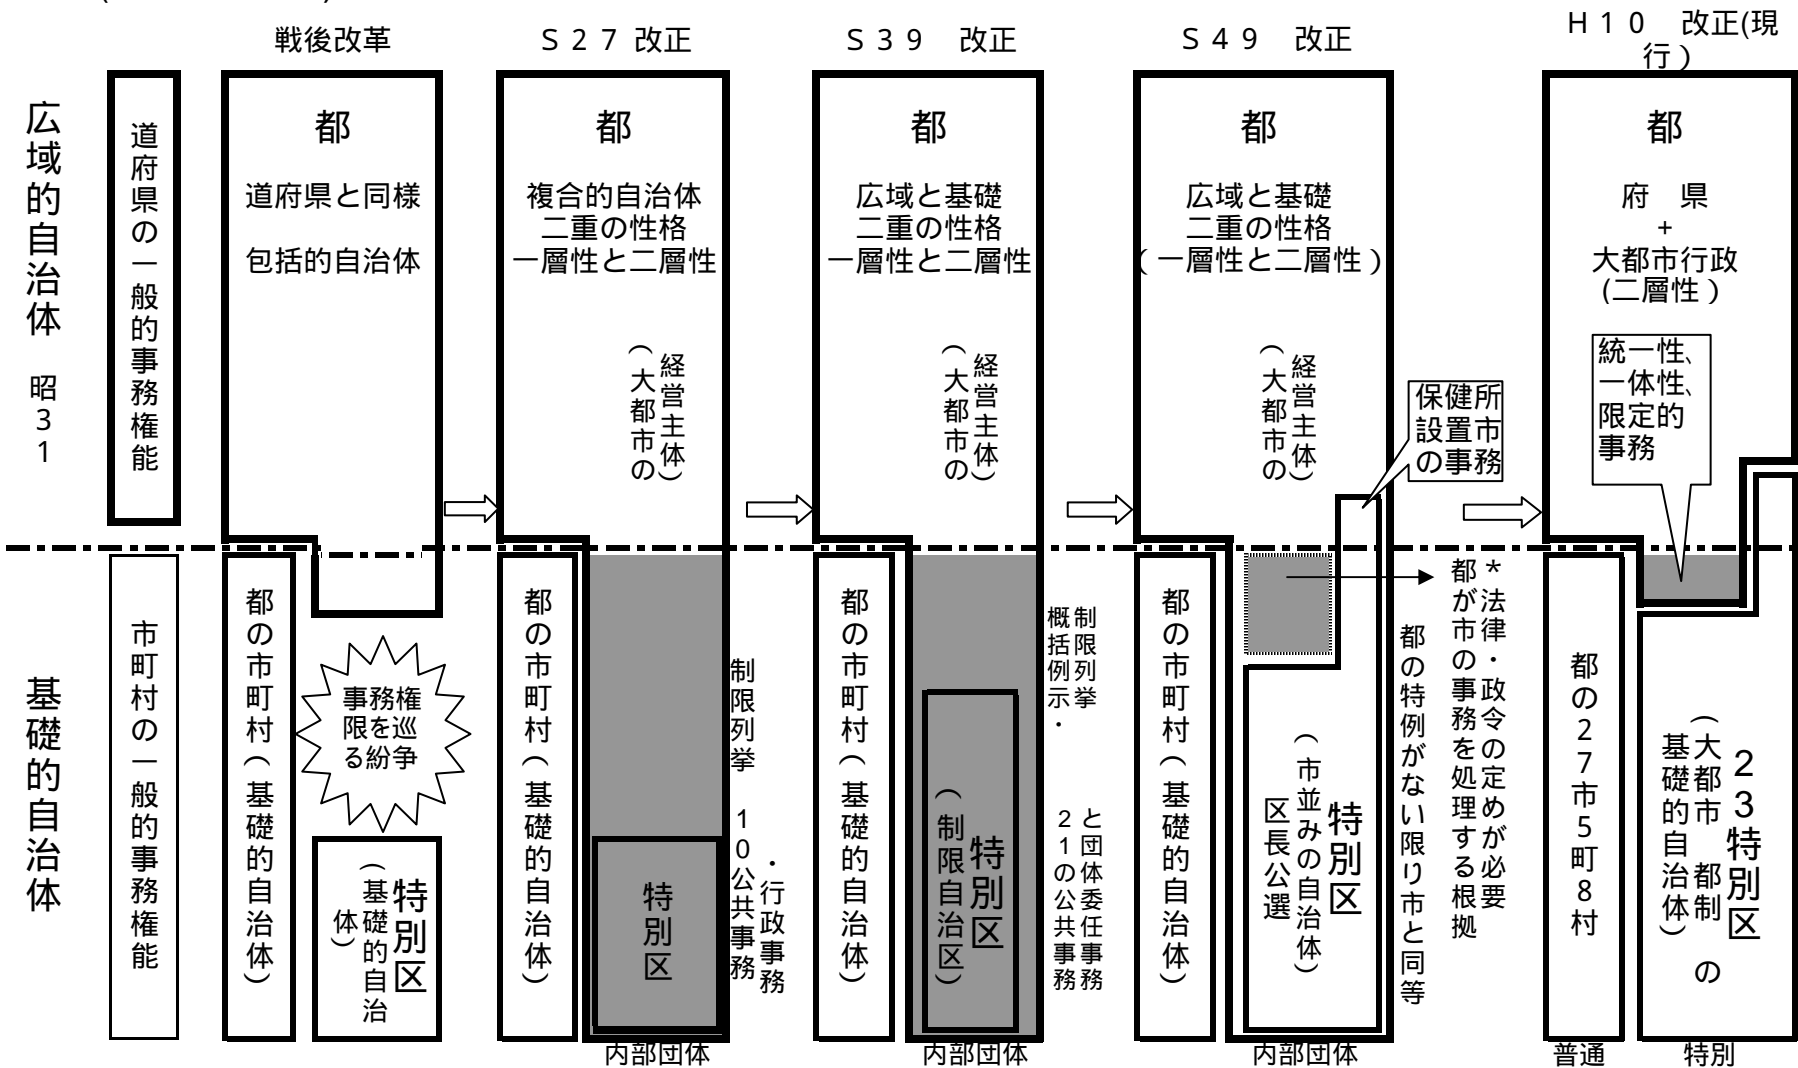 戦後改革
Ｓ２７ 改正
Ｓ３９　改正
Ｓ４９　改正
Ｈ１０　改正(現
行）
広域的自治体　昭３１
基礎的自治体
道府県の一般的事務権能
市町村の一般的事務権能
都
道府県と同様
包括的自治体
都の市町村（基礎的自治体）
事務権
限を巡
る紛争
特別区
（基礎的自治
体）
都
複合的自治体
二重の性格
一層性と二層性
（大都市の
経営主体）
都の市町村（基礎的自治体）
特別区
制限列挙　１０公共事務
・行政事務
内部団体
都
広域と基礎
二重の性格
一層性と二層性
（大都市の
経営主体）
都の市町村（基礎的自治体）
特別区
（制限自治区）
概括例示・
制限列挙
２１の公共事務
と団体委任事務
内部団体
都
広域と基礎
二重の性格
（一層性と二層性）
（大都市の
経営主体）
保健所
設置市
の事務
都の市町村（基礎的自治体）
特別区
（市並みの自治体）
区長公選
都の特例がない限り市と同等
＊法律・政令の定めが必要
都が市の事務を処理する根拠
内部団体
都
府　県
+
大都市行政
(二層性）
統一性、
一体性、
限定的
事務
都の２７市５町８村
２３特別区
（大都市　都制　の
基礎的自治体）
普通
特別